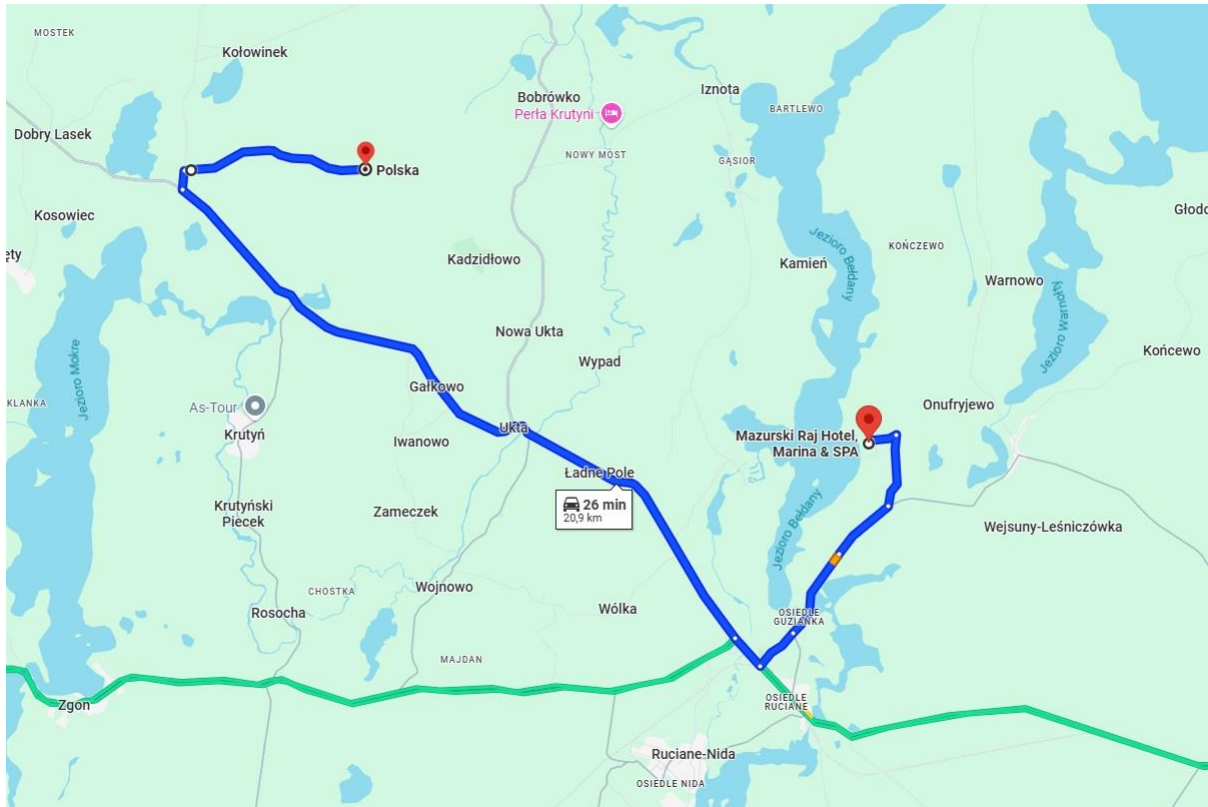 MOSTEK
Kołowinek
Iznota
Bobrówko
Perła Krutyni
BARTLEWO
Dobry Lasek
NOWY MOST
GĄSIOR
Polska
Kosowiec
Głodo
ęty
Jezioro Bełdany
KOŃCZEWO
Kadzidłowo
Kamień
Warnowo
Jezioro Warnołty
Nowa Ukta
Końcewo
Wypad
Jezioro Mokre
KLANKA
As-Tour
Gałkowo
Onufryjewo
Krutyń
Iwanowo
Ukta
Mazurski Raj Hotel,
Marina & SPA
Ładne Pole
26 min
20,9 km
Krutyński
Piecek
Zameczek
Jezioro Bełdany
Wejsuny-Leśniczówka
CHOSTKA
Wojnowo
Rosocha
Wólka
OSIEDLE
GUZIANKA
MAJDAN
Zgon
OSIEDLE
RUCIANE
Ruciane-Nida
OSIEDLE NIDA